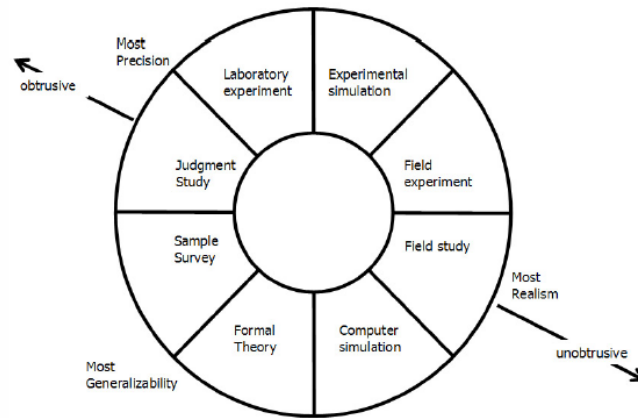 Most
Precision
obtrusive
Laboratory
experiment
Experimental
simulation
Judgment
Study
Field
experiment
Sample
Survey
Field study
Most
Realism
Formal
Theory
Computer
simulation
unobtrusive
Most
Generalizability